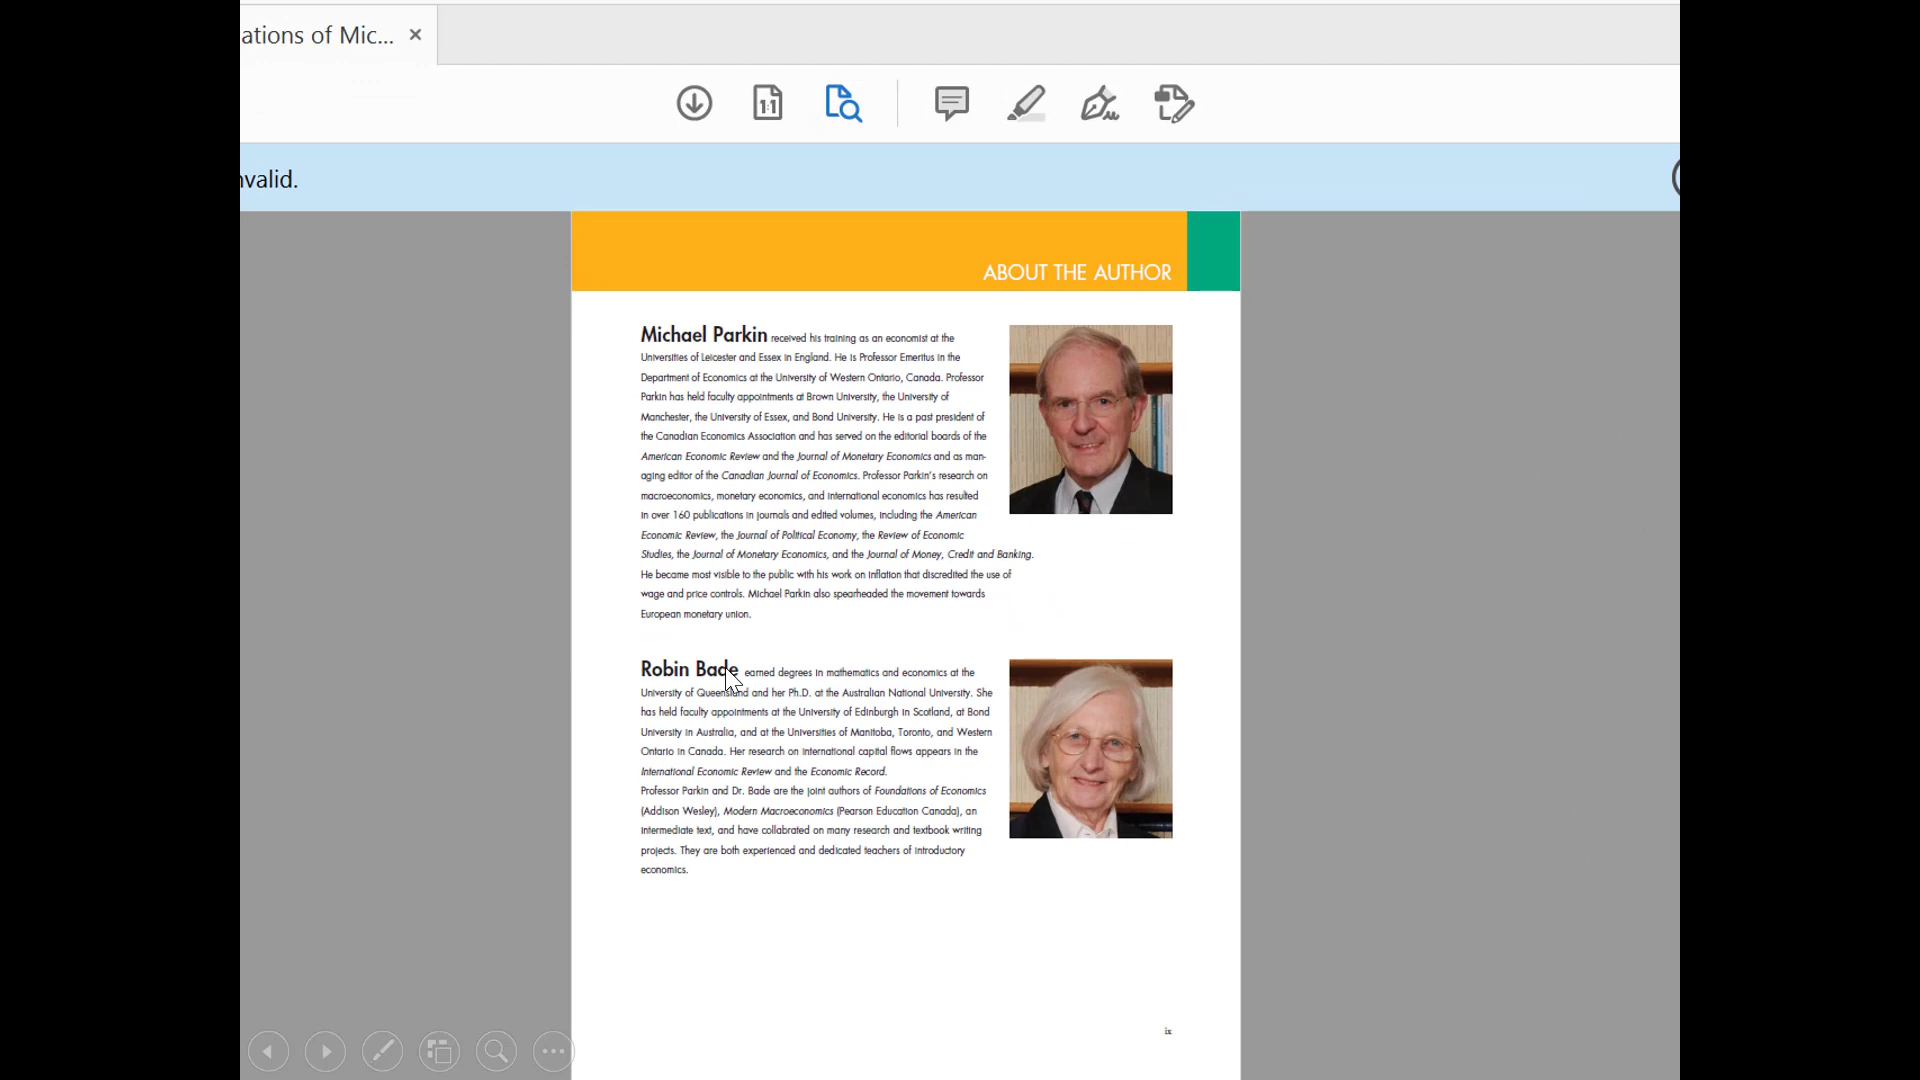 ations of Mic...
1:1
nvalid.
ABOUT THE AUTHOR
Michael Parkin received his training as an economist at the
Universities of Leicester and Essex in England. He is Professor Emeritus in the
Department of Economics at the University of Western Ontario, Canada. Professor
Parkin has held faculty appointments at Brown University, the University of
Manchester, the University of Essex, and Bond University. He is a past president of
the Canadian Economics Association and has served on the editorial boards of the
American Economic Review and the Journal of Monetary Economics and as man-
aging editor of the Canadian Journal of Economics. Professor Parkin's research on
macroeconomics, monetary economics, and international economics has resulted
in over 160 publications in journals and edited volumes, including the American
Economic Review, the Journal of Political Economy, the Review of Economic
Studies, the Journal of Monetary Economics, and the Journal of Money, Credit and Banking.
He became most visible to the public with his work on inflation that discredited the use of
wage and price controls. Michael Parkin also spearheaded the movement towards
European monetary union.
Robin Bade earned degrees in mathematics and economics at the
University of Queensland and her Ph.D. at the Australian National University. She
has held faculty appointments at the University of Edinburgh in Scotland, at Bond
University in Australia, and at the Universities of Manitoba, Toronto, and Western
Ontario in Canada. Her research on international capital flows appears in the
International Economic Review and the Economic Record.
Professor Parkin and Dr. Bade are the joint authors of Foundations of Economics
(Addison Wesley), Modern Macroeconomics (Pearson Education Canada), an
intermediate text, and have collabrated on many research and textbook writing
projects. They are both experienced and dedicated teachers of introductory
economics.
ix